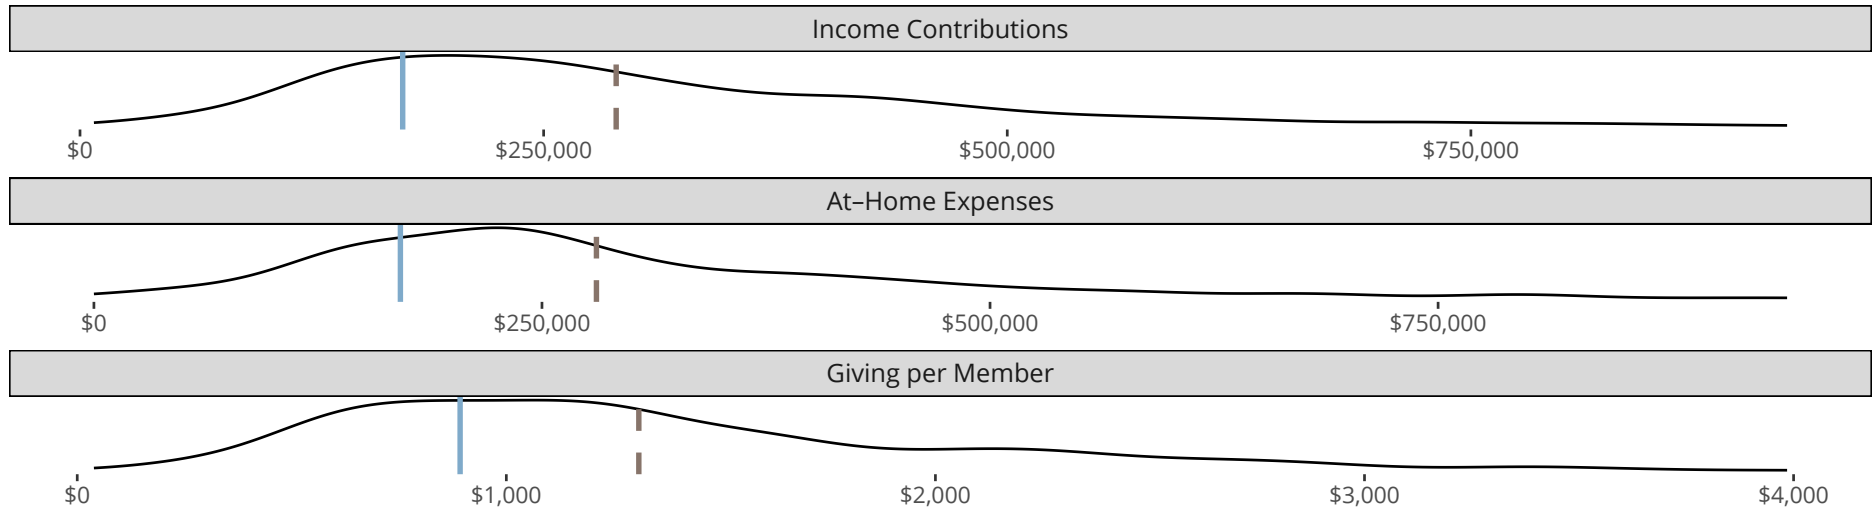 Income Contributions
$0 $250,000 $500,000 $750,000
At–Home Expenses
$0 $250,000 $500,000 $750,000
Giving per Member
$0 $1,000 $2,000 $3,000 $4,000